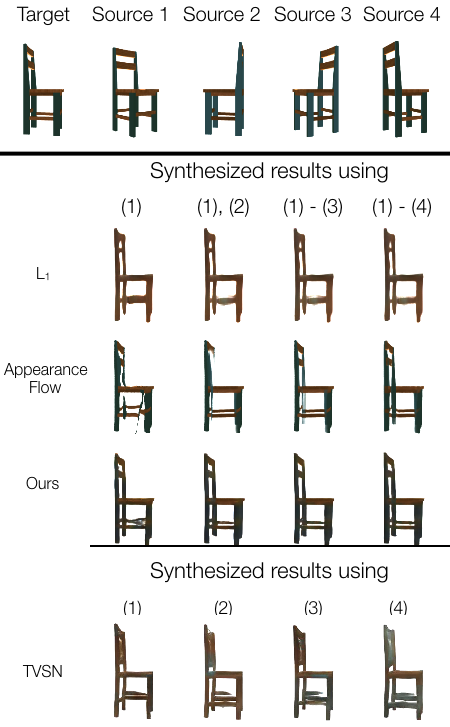 Target Source 1 Source 2 Source 3 Source 4
Synthesized results using
(1) (1), (2) (1) - (3) (1) - (4)
L₁
Appearance
Flow
Ours
Synthesized results using
(1) (2) (3) (4)
TVSN